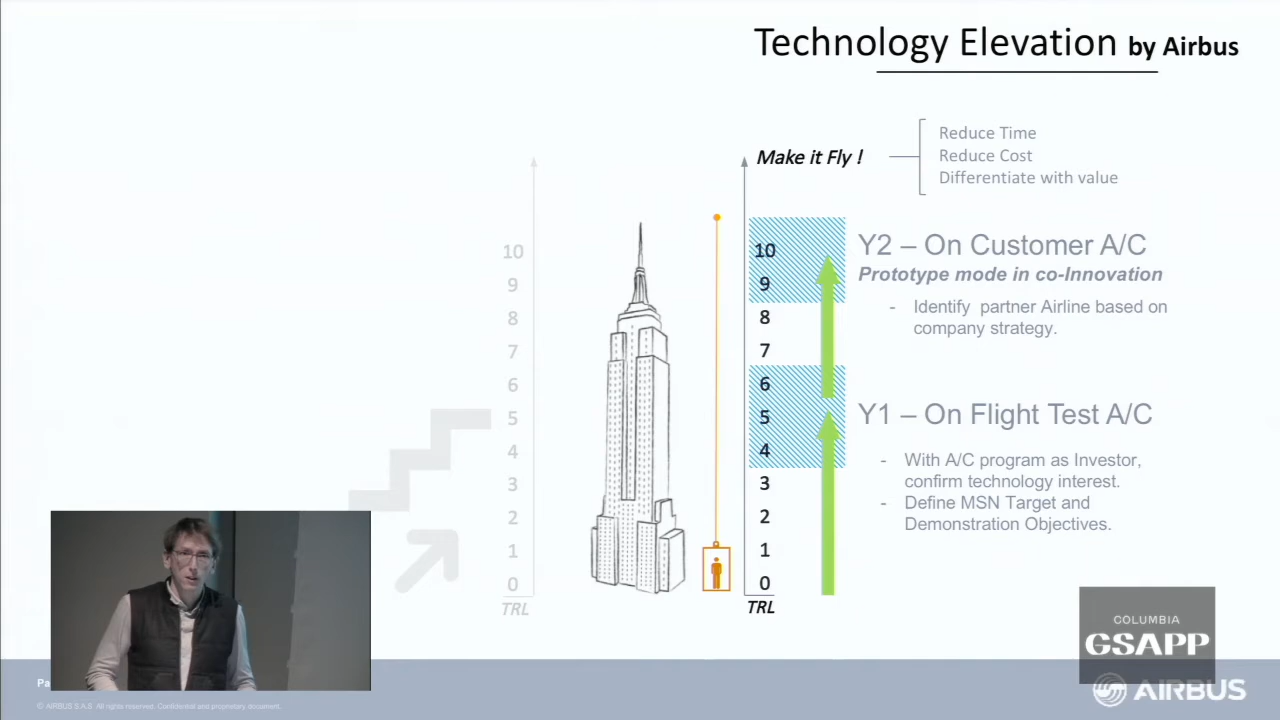 Technology Elevation by Airbus
Make it Fly !
Reduce Time
Reduce Cost
Differentiate with value
10
9
8
7
6
5
4
3
2
1
0
TRL
10
9
8
7
6
5
4
3
2
1
0
TRL
Y2 – On Customer A/C
Prototype mode in co-Innovation
- Identify partner Airline based on
company strategy.
Y1 – On Flight Test A/C
- With A/C program as Investor,
confirm technology interest.
- Define MSN Target and
Demonstration Objectives.
COLUMBIA
GSAPP
AIRBUS
© AIRBUS S.A.S All rights reserved. Confidential and proprietary document.